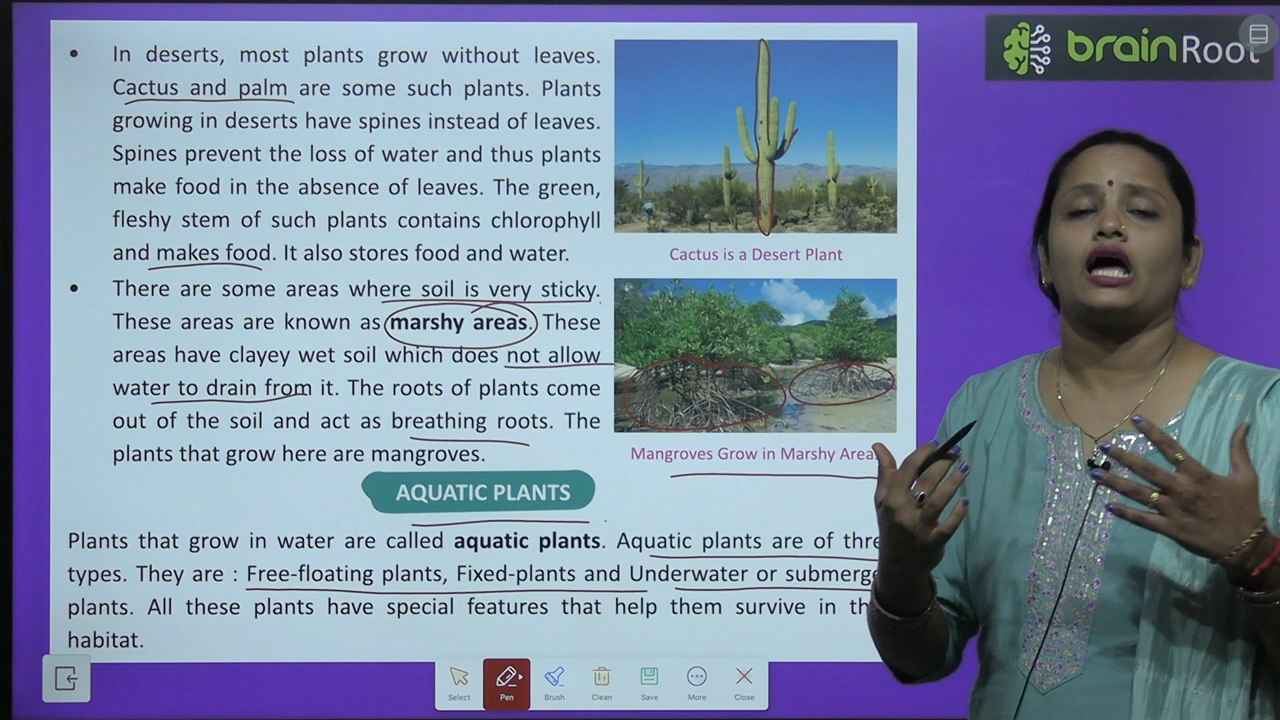 brainRoot
• In deserts, most plants grow without leaves.
Cactus and palm are some such plants. Plants
growing in deserts have spines instead of leaves.
Spines prevent the loss of water and thus plants
make food in the absence of leaves. The green,
fleshy stem of such plants contains chlorophyll
and makes food. It also stores food and water.
Cactus is a Desert Plant
• There are some areas where soil is very sticky.
These areas are known as marshy areas. These
areas have clayey wet soil which does not allow
water to drain from it. The roots of plants come
out of the soil and act as breathing roots. The
plants that grow here are mangroves.
Mangroves Grow in Marshy Area
AQUATIC PLANTS
Plants that grow in water are called aquatic plants. Aquatic plants are of thre
types. They are : Free-floating plants, Fixed-plants and Underwater or submerge
plants. All these plants have special features that help them survive in th
habitat.
Select Pen Brush Clean Save More Close